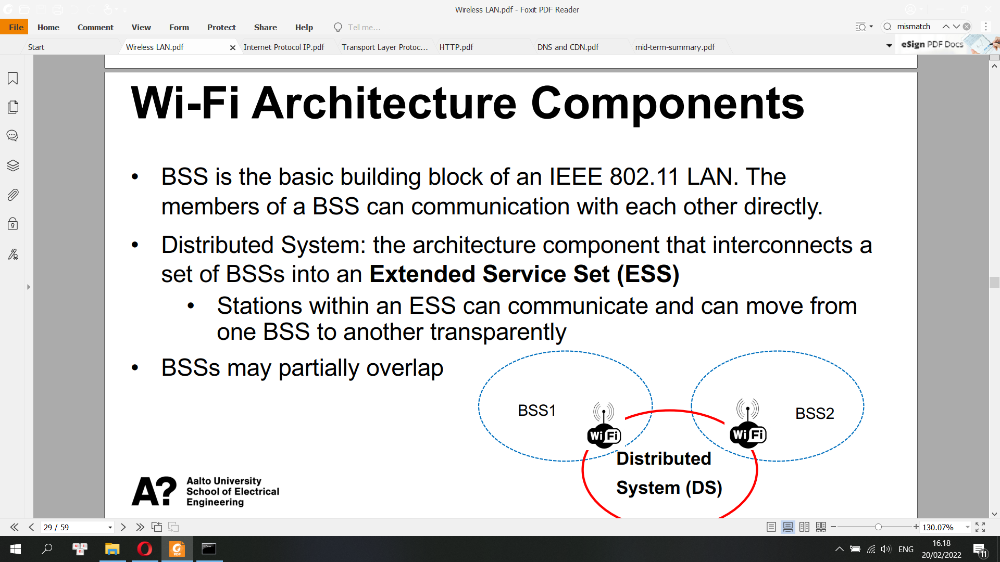 Wireless LAN.pdf - Foxit PDF Reader
File Home Comment View Form Protect Share Help Tell me... mismatch
Start Wireless LAN.pdf Internet Protocol IP.pdf Transport Layer Protoc... HTTP.pdf DNS and CDN.pdf mid-term-summary.pdf eSign PDF Docs
Wi-Fi Architecture Components
• BSS is the basic building block of an IEEE 802.11 LAN. The
members of a BSS can communication with each other directly.
• Distributed System: the architecture component that interconnects a
set of BSSs into an Extended Service Set (ESS)
• Stations within an ESS can communicate and can move from
one BSS to another transparently
• BSSs may partially overlap
BSS1
BSS2
Wi Fi
Wi Fi
Distributed
System (DS)
A?
Aalto University
School of Electrical
Engineering
29 / 59
130.07%
ENG
16.18
20/02/2022
11